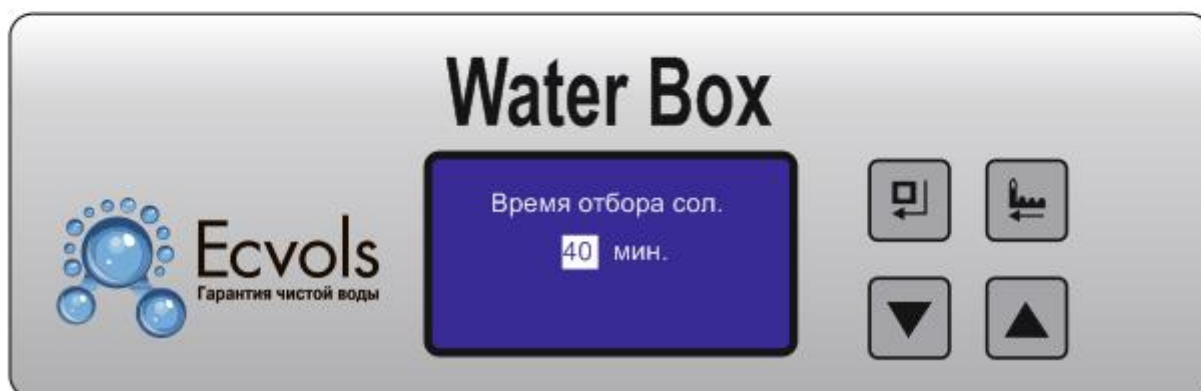 Water Box
Ecvols
Гарантия чистой воды
Время отбора сол.
40 мин.